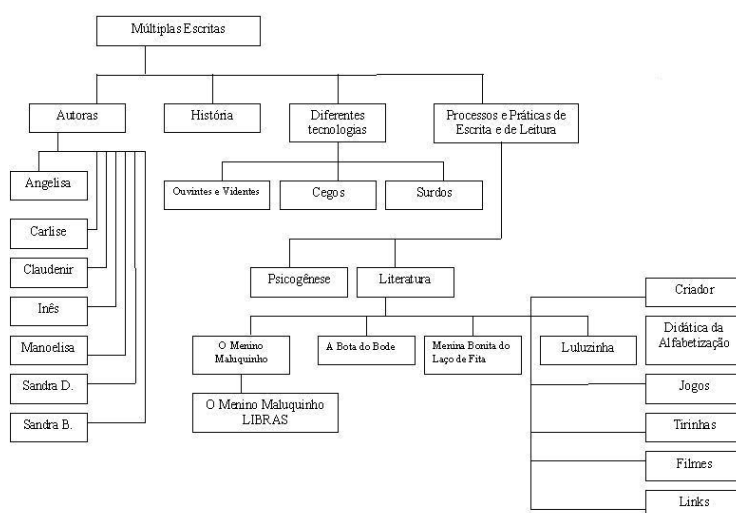 Múltiplas Escritas
Autoras
História
Diferentes
tecnologias
Processos e Práticas de
Escrita e de Leitura
Angelisa
Carlise
Claudenir
Inês
Manoelisa
Sandra D.
Sandra B.
Ouvintes e Videntes
Cegos
Surdos
Psicogênese
Literatura
O Menino
Maluquinho
A Bota do Bode
Menina Bonita do
Laço de Fita
Luluzinha
O Menino Maluquinho
LIBRAS
Criador
Didática da
Alfabetização
Jogos
Tirinhas
Filmes
Links